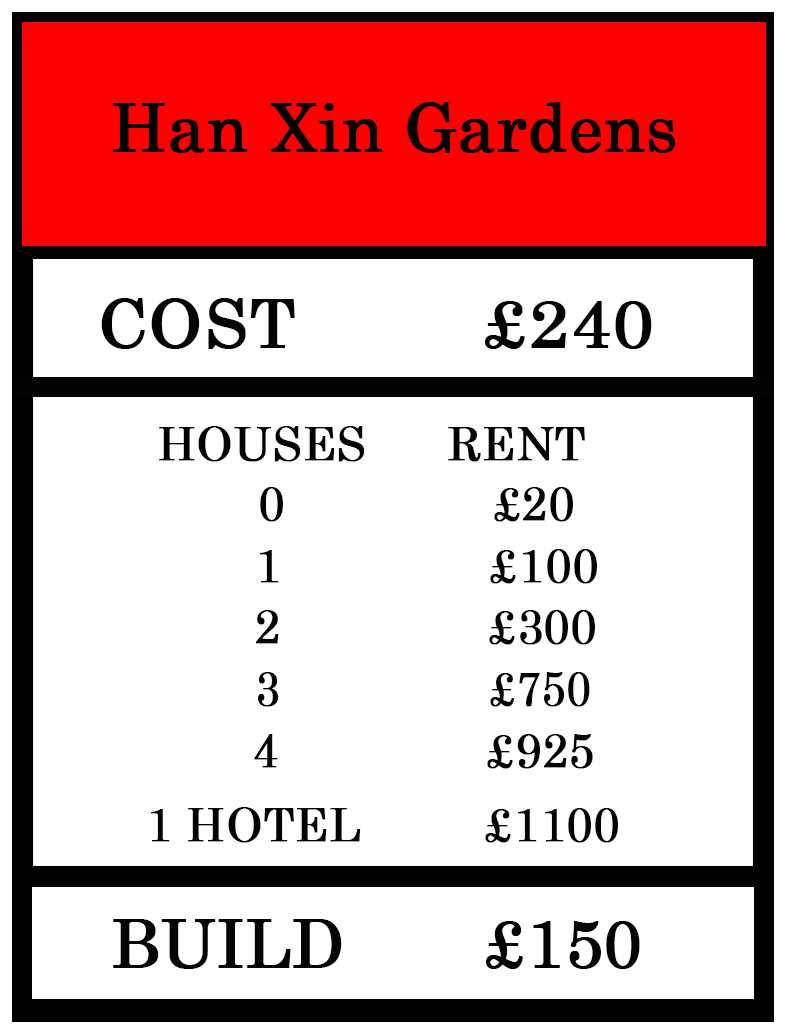 Han Xin Gardens
COST £240
HOUSES RENT
0 £20
1 £100
2 £300
3 £750
4 £925
1 HOTEL £1100
BUILD £150